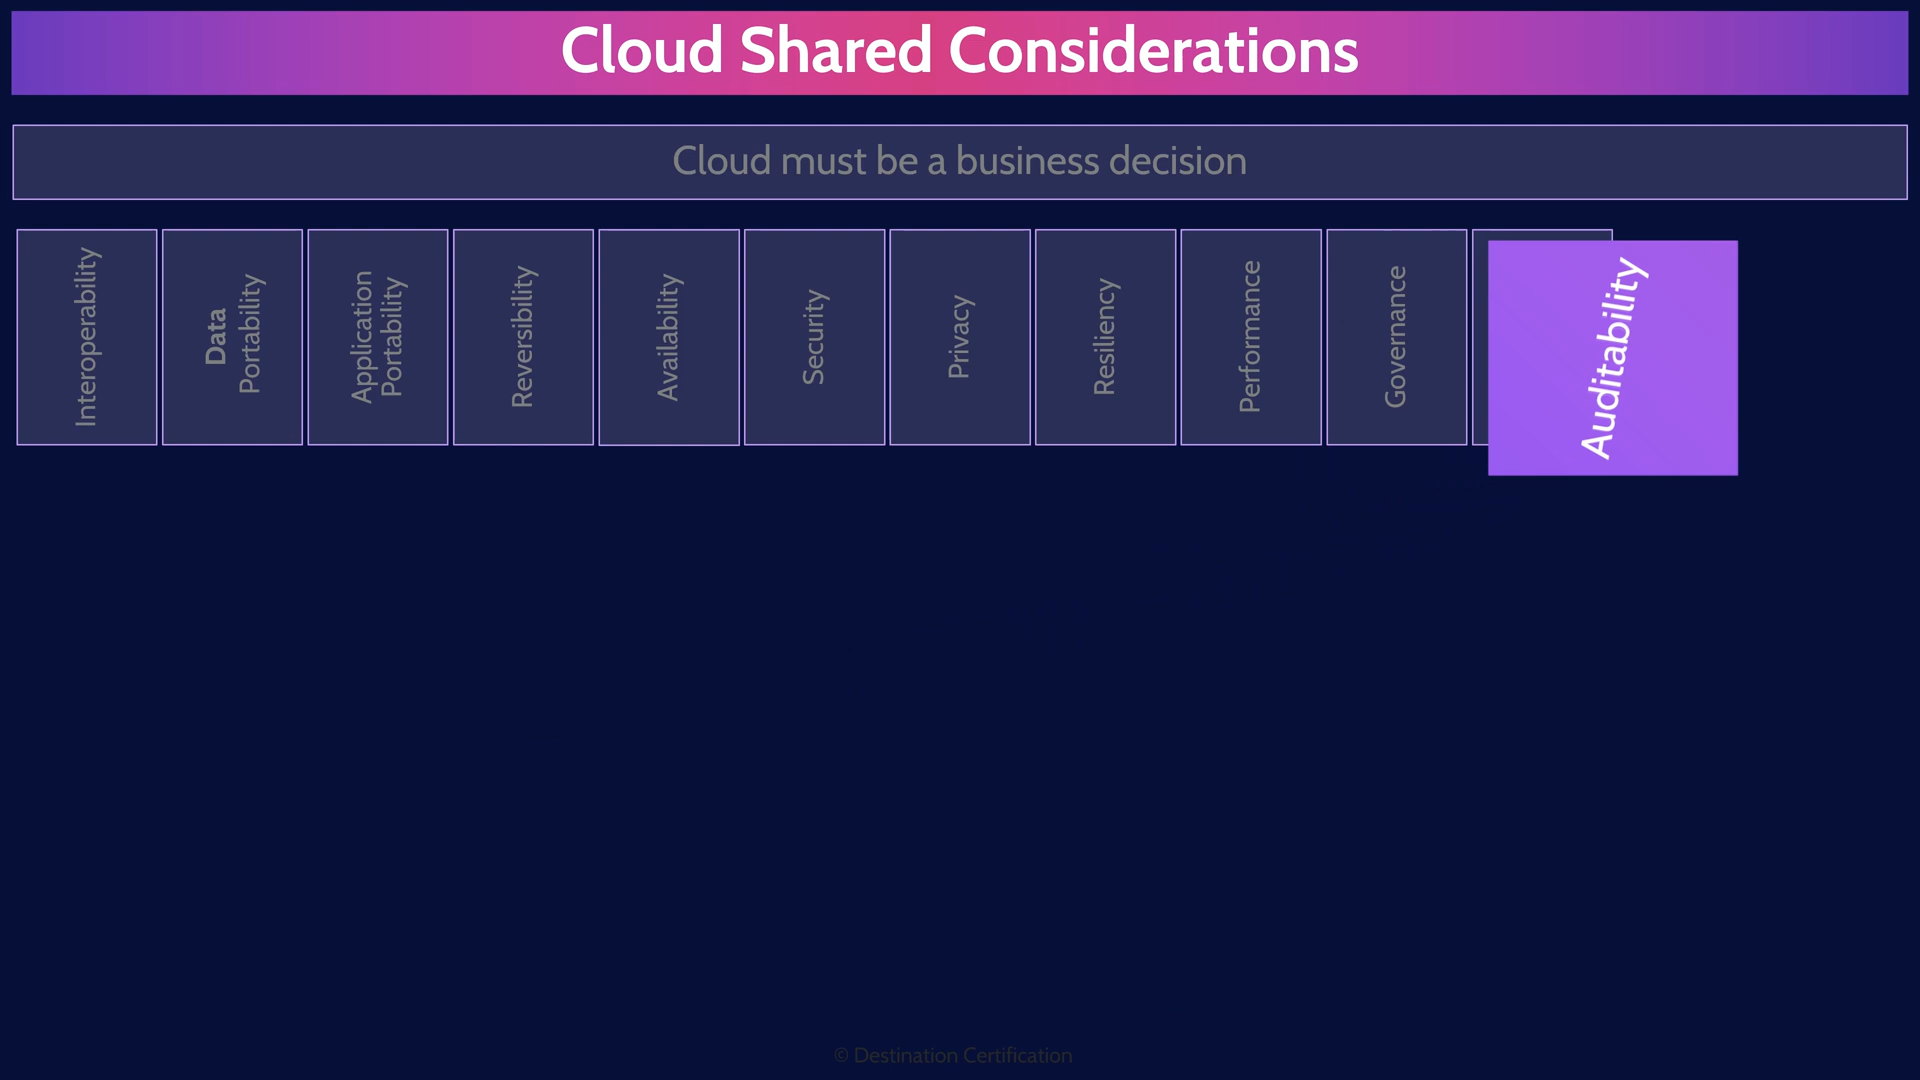 Cloud Shared Considerations
Cloud must be a business decision
Interoperability
Data
Portability
Application
Portability
Reversibility
Availability
Security
Privacy
Resiliency
Performance
Governance
Auditability
© Destination Certification